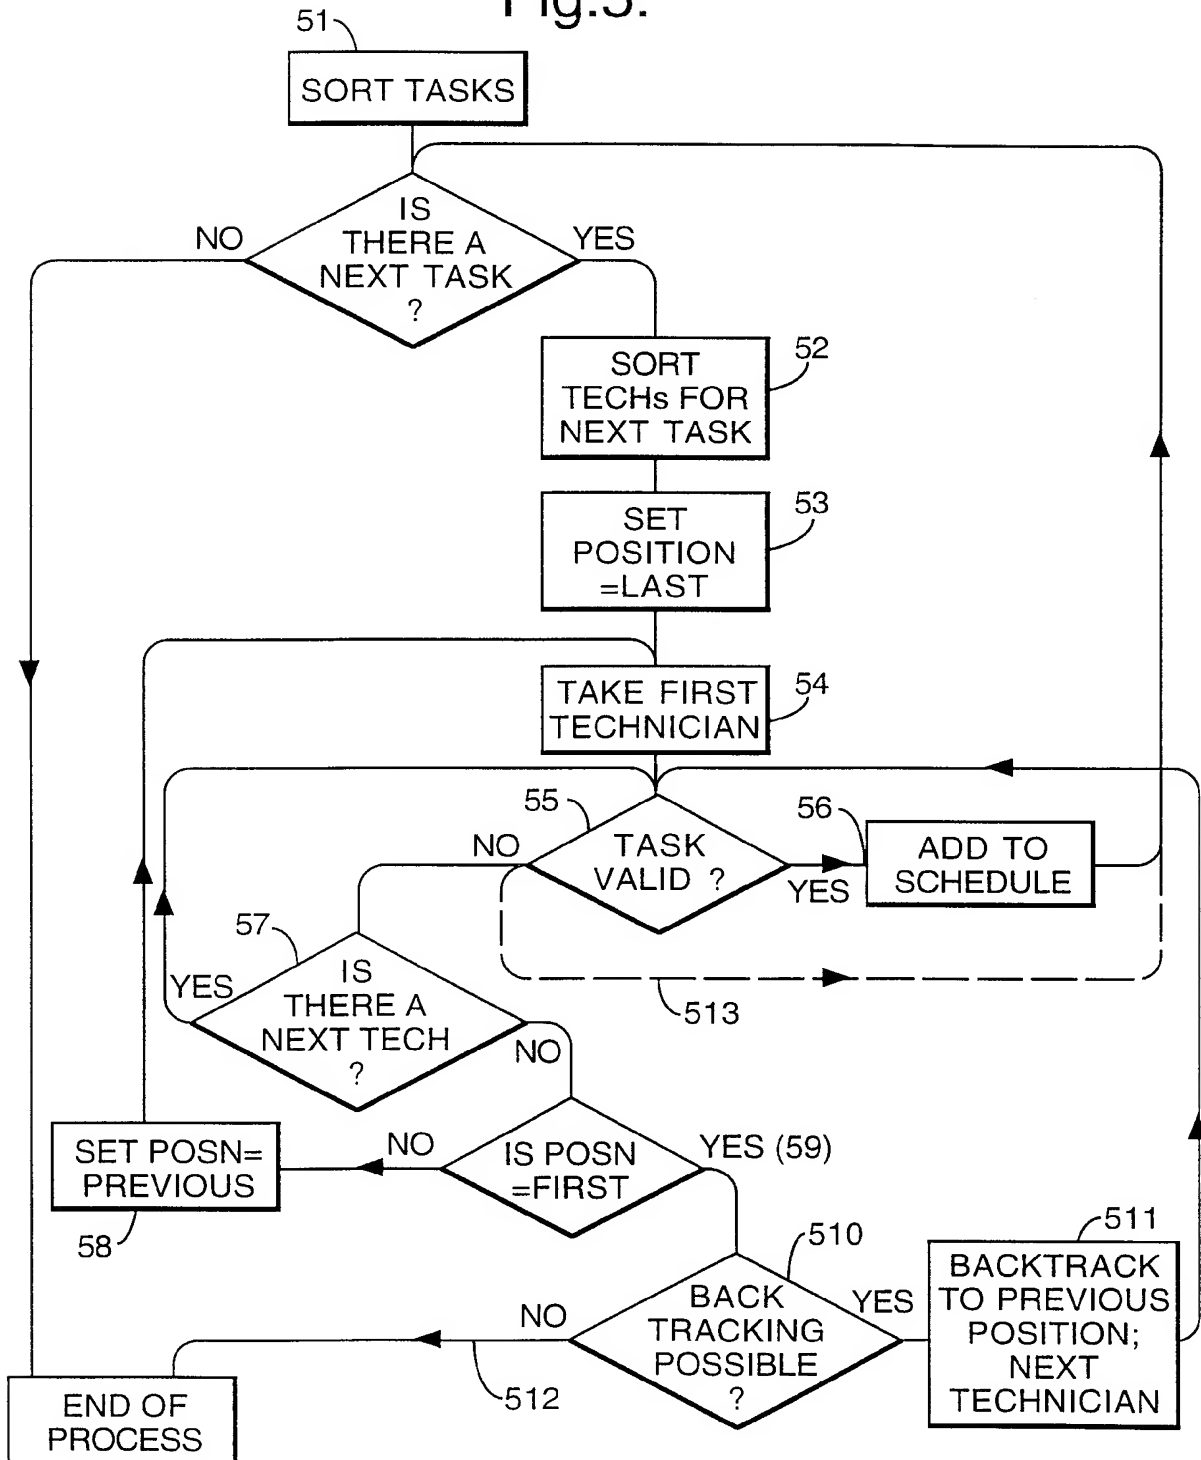 Fig.5.
51
SORT TASKS
IS
THERE A
NEXT TASK
?
NO
YES
SORT
TECHs FOR
NEXT TASK
52
SET
POSITION
=LAST
53
TAKE FIRST
TECHNICIAN
54
55
TASK
VALID ?
NO
YES
56
ADD TO
SCHEDULE
57
IS
THERE A
NEXT TECH
?
YES
NO
513
SET POSN=
PREVIOUS
58
NO
IS POSN
=FIRST
YES (59)
510
BACK
TRACKING
POSSIBLE
?
NO
YES
511
BACKTRACK
TO PREVIOUS
POSITION;
NEXT
TECHNICIAN
512
END OF
PROCESS